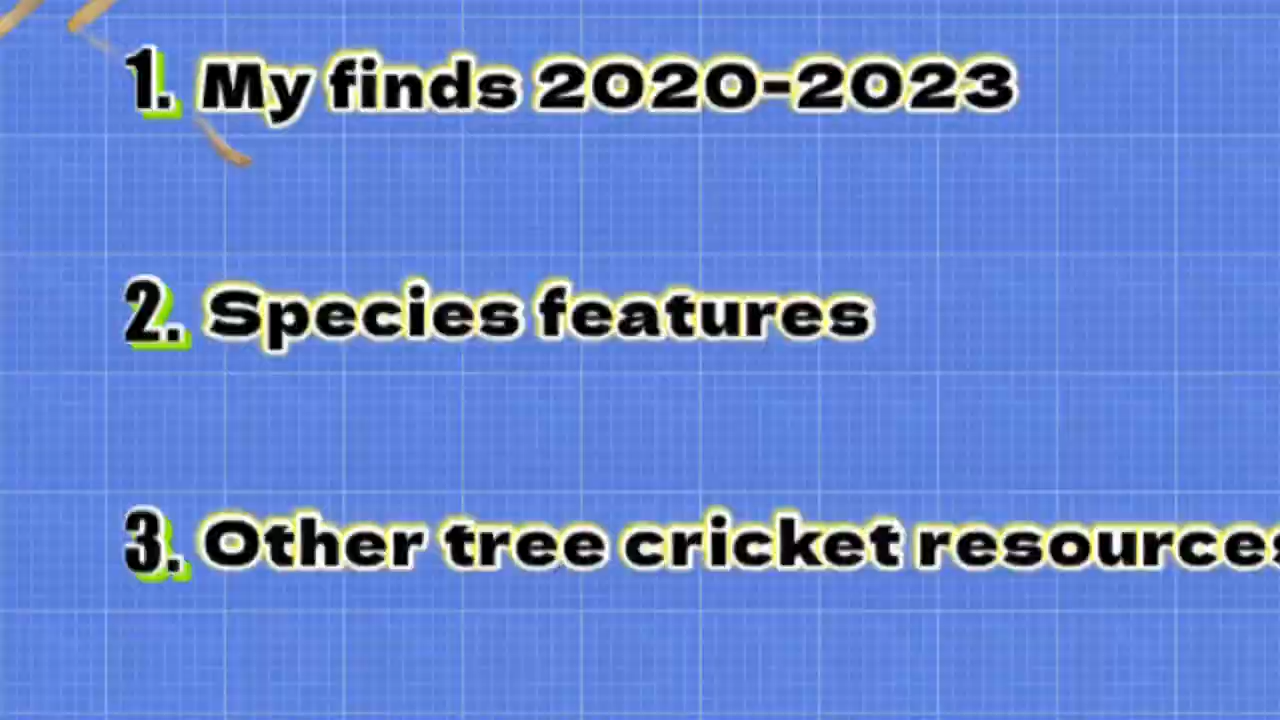 1. My finds 2020-2023
2. Species features
3. Other tree cricket resources